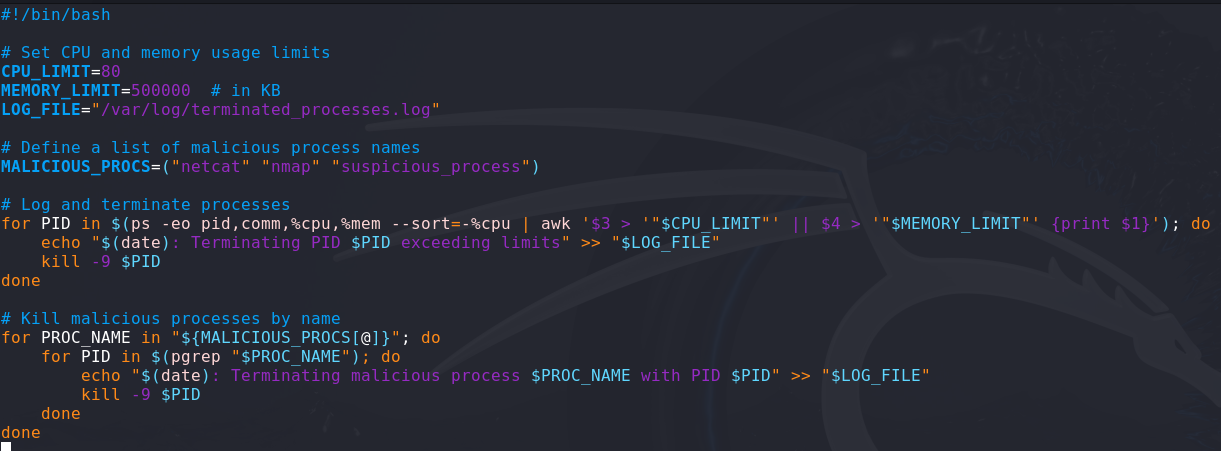 #!/bin/bash

# Set CPU and memory usage limits
CPU_LIMIT=80
MEMORY_LIMIT=500000  # in KB
LOG_FILE="/var/log/terminated_processes.log"

# Define a list of malicious process names
MALICIOUS_PROCS=("netcat" "nmap" "suspicious_process")

# Log and terminate processes
for PID in $(ps -eo pid,comm,%cpu,%mem --sort=-%cpu | awk '$3 > '"$CPU_LIMIT"' || $4 > '"$MEMORY_LIMIT"' {print $1}'); do
    echo "$(date): Terminating PID $PID exceeding limits" >> "$LOG_FILE"
    kill -9 $PID
done

# Kill malicious processes by name
for PROC_NAME in "${MALICIOUS_PROCS[@]}"; do
    for PID in $(pgrep "$PROC_NAME"); do
        echo "$(date): Terminating malicious process $PROC_NAME with PID $PID" >> "$LOG_FILE"
        kill -9 $PID
    done
done